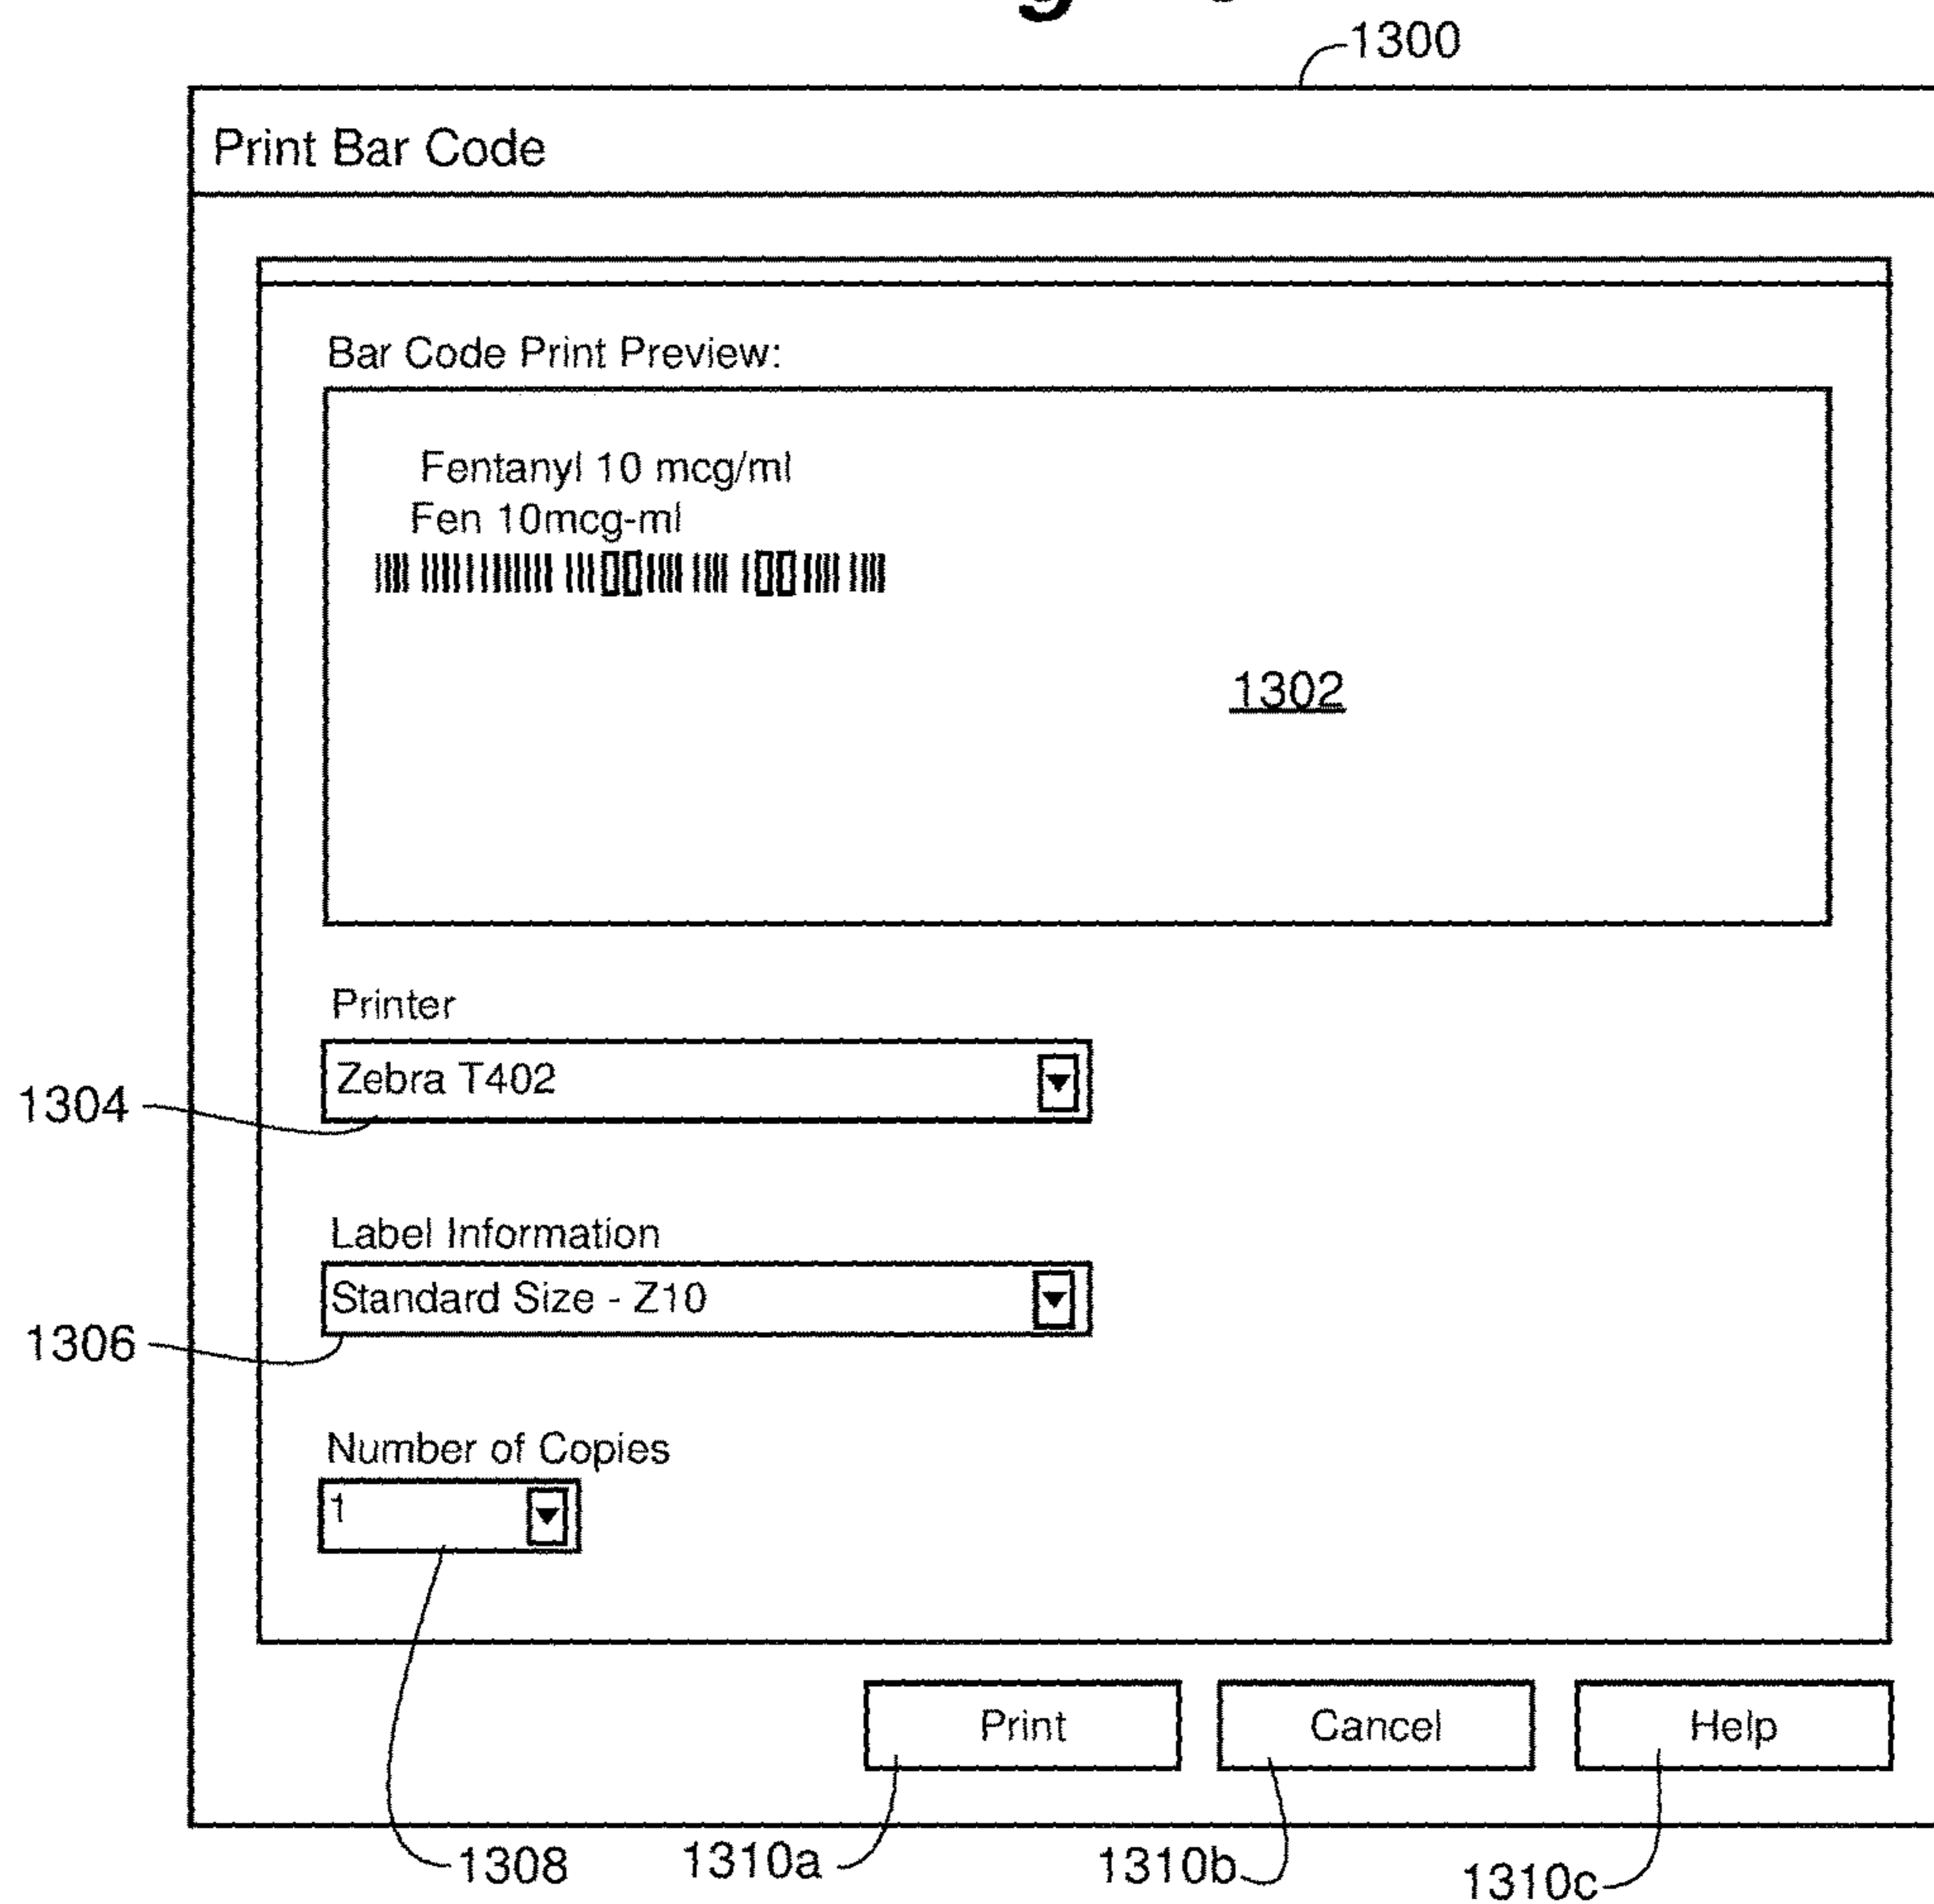 1300
Print Bar Code
Bar Code Print Preview:
Fentanyl 10 mcg/ml
Fen 10mcg-ml
1302
Printer
Zebra T402
1304
Label Information
Standard Size - Z10
1306
Number of Copies
1
Print Cancel Help
1308 1310a 1310b 1310c